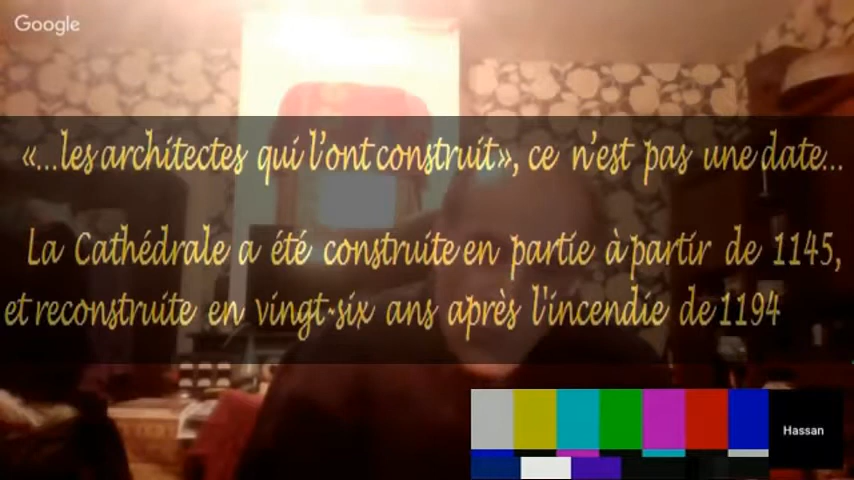 Google
«...les architectes qui l'ont construit», ce n'est pas une date...
La Cathédrale a été construite en partie à partir de 1145,
et reconstruite en vingt-six ans après l'incendie de 1194
Hassan